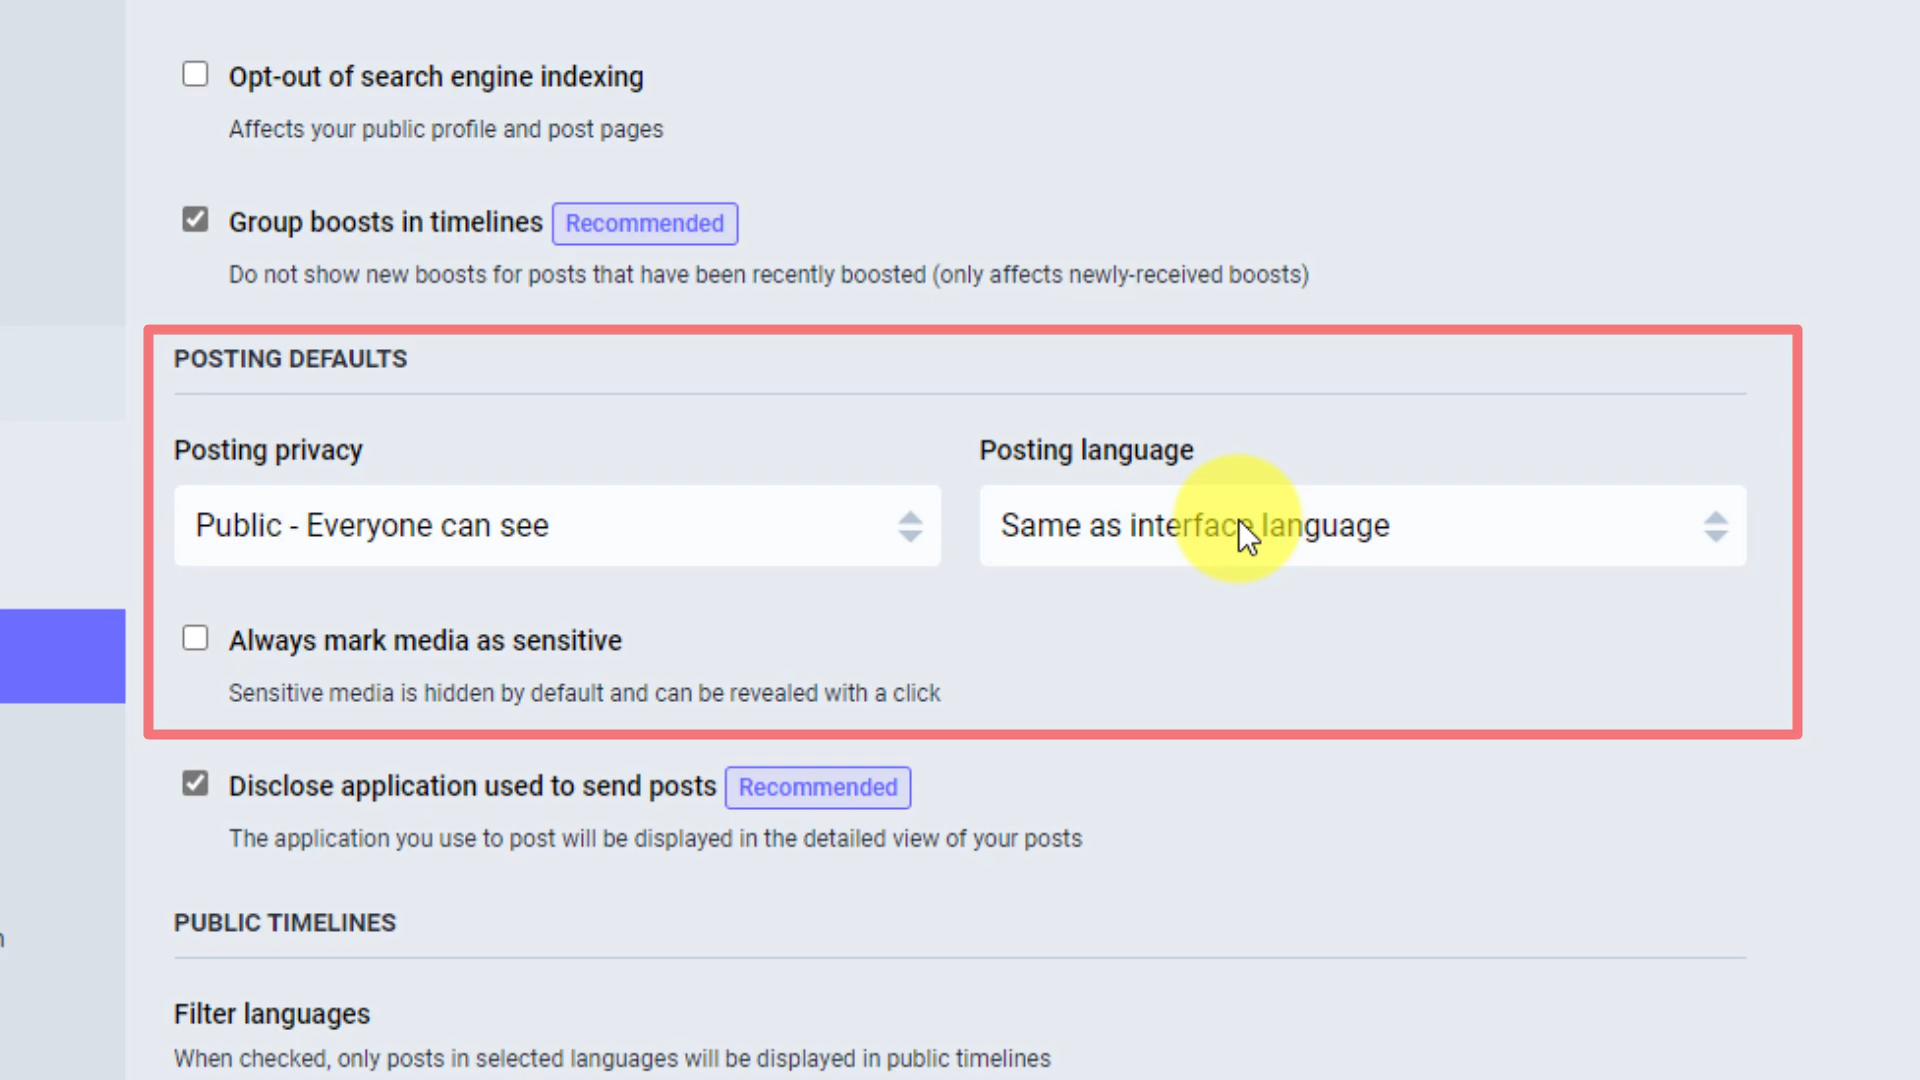 Opt-out of search engine indexing
Affects your public profile and post pages
Group boosts in timelines Recommended
Do not show new boosts for posts that have been recently boosted (only affects newly-received boosts)
POSTING DEFAULTS
Posting privacy
Posting language
Public - Everyone can see
Same as interface language
Always mark media as sensitive
Sensitive media is hidden by default and can be revealed with a click
Disclose application used to send posts Recommended
The application you use to post will be displayed in the detailed view of your posts
PUBLIC TIMELINES
Filter languages
When checked, only posts in selected languages will be displayed in public timelines